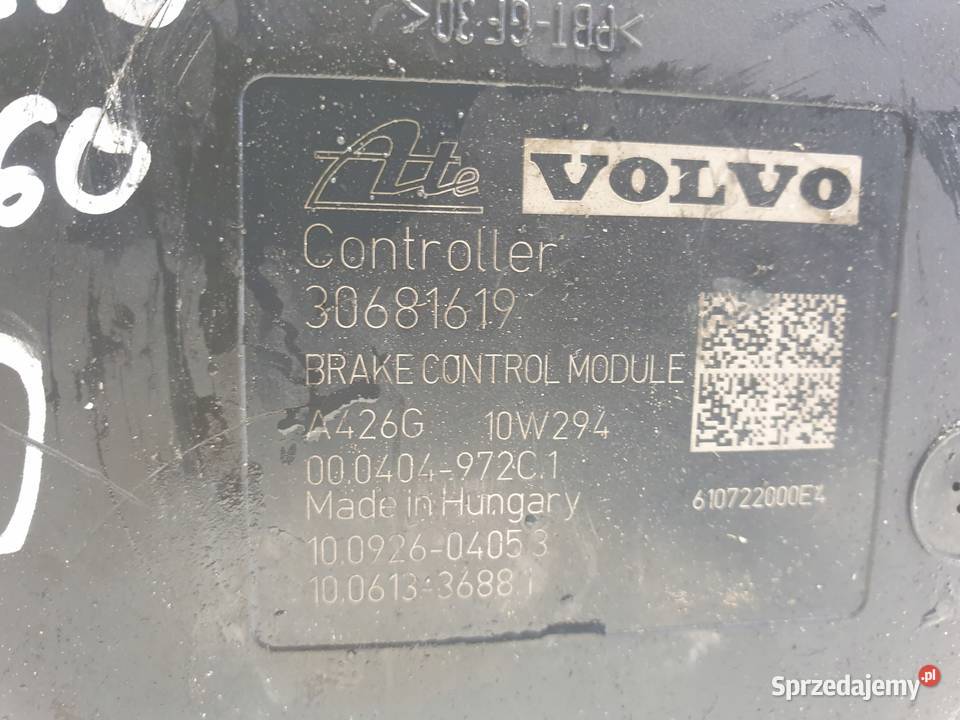 >PBT-GF30<
60
Ate VOLVO
Controller
30681619
BRAKE CONTROL MODULE
A426G 10W294
00.0404-972C.1
Made in Hungary
610722000E4
10.0926-0405.3
10.0613-3688.1
Sprzedajemy.pl